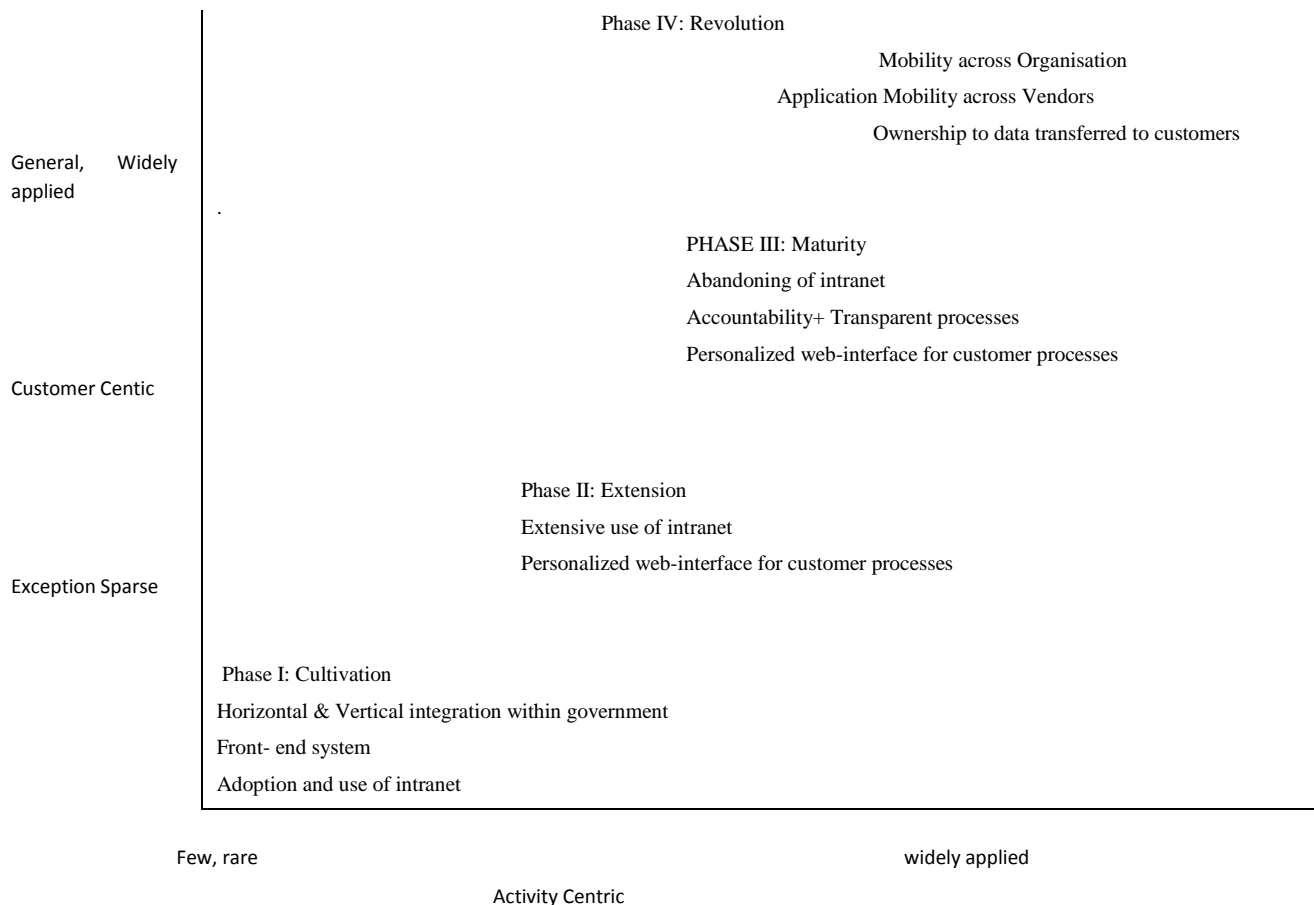 Phase IV: Revolution
Mobility across Organisation
Application Mobility across Vendors
Ownership to data transferred to customers
General, Widely
applied
.
PHASE III: Maturity
Abandoning of intranet
Accountability+ Transparent processes
Personalized web-interface for customer processes
Customer Centic
Phase II: Extension
Extensive use of intranet
Personalized web-interface for customer processes
Exception Sparse
Phase I: Cultivation
Horizontal & Vertical integration within government
Front- end system
Adoption and use of intranet
Few, rare
widely applied
Activity Centric